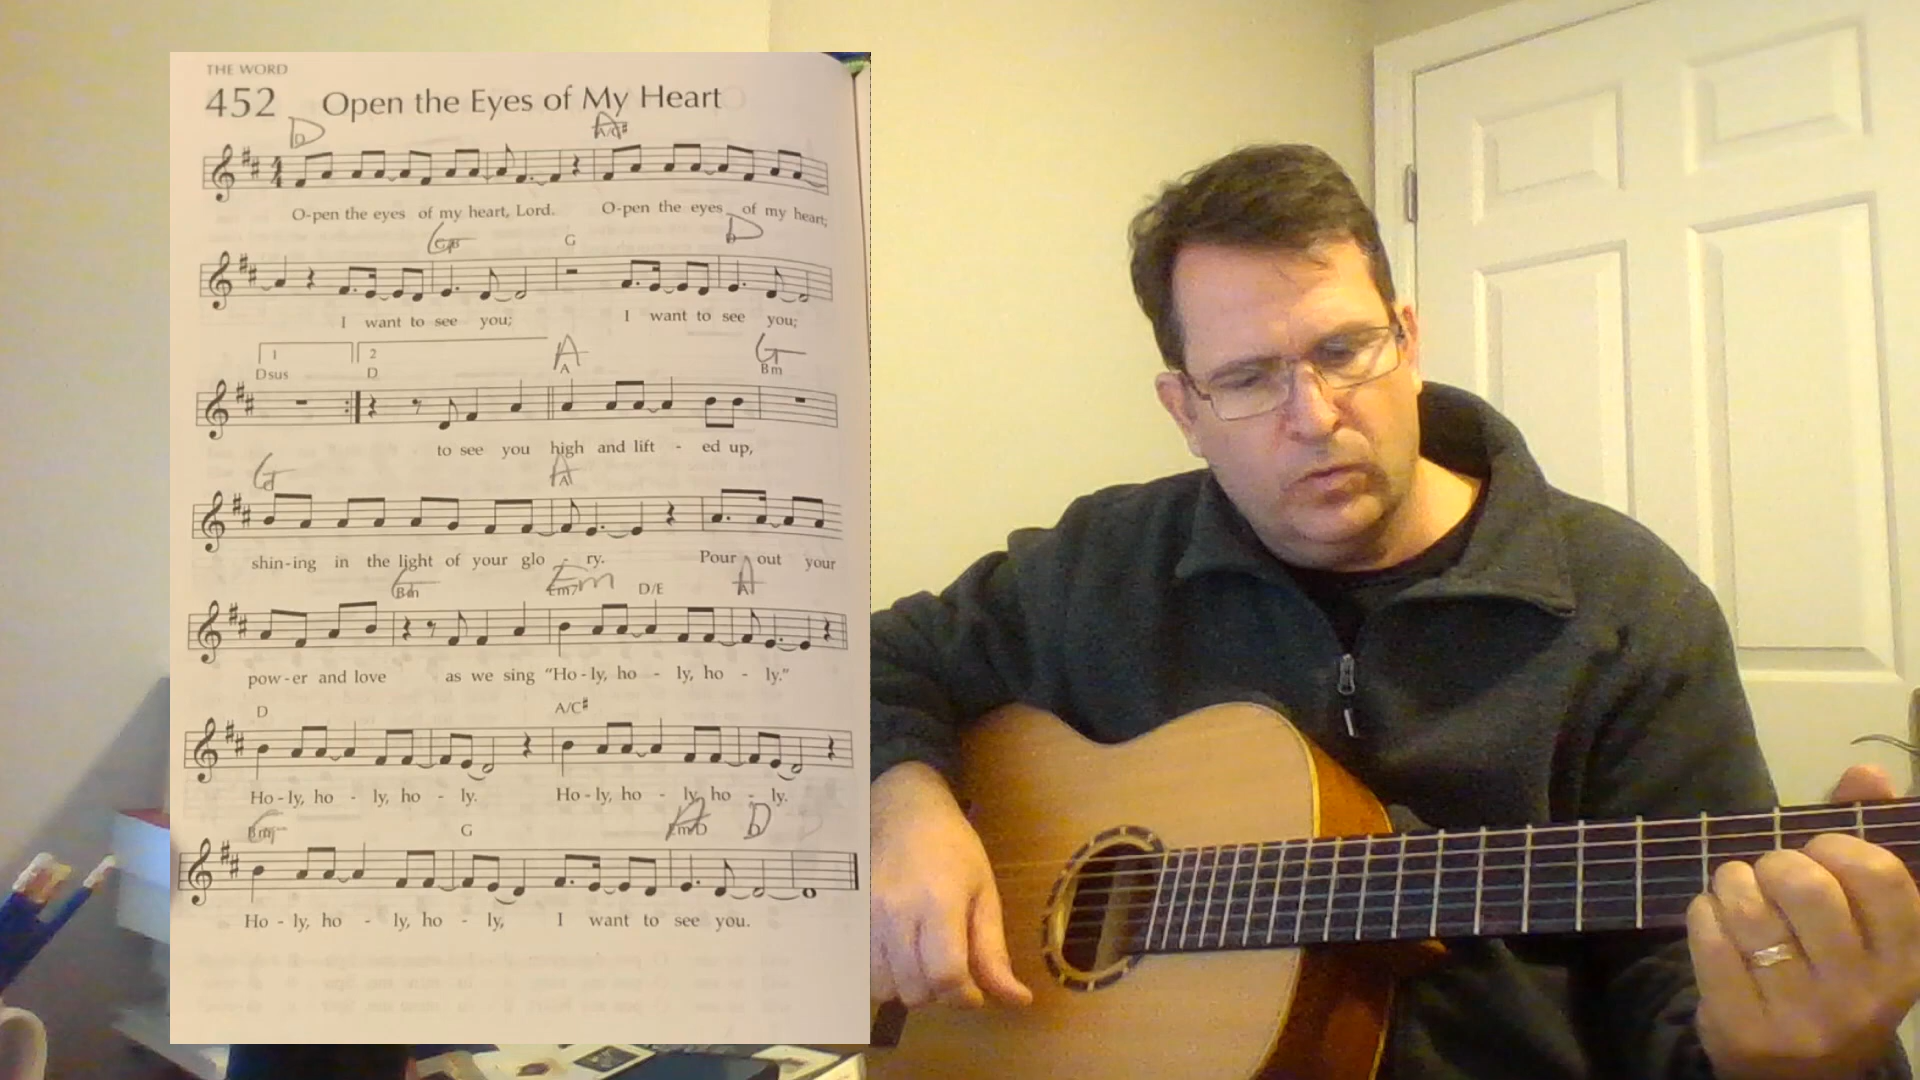 THE WORD
452 Open the Eyes of My Heart
D A
D A/C#
O-pen the eyes of my heart, Lord. O-pen the eyes of my heart;
G G D
I want to see you; I want to see you;
1 2 A G
Dsus D A Bm
to see you high and lift - ed up,
G A
A
shin-ing in the light of your glo - ry. Pour out your
G Em A
Bm Em7 D/E A
pow-er and love as we sing "Ho-ly, ho - ly, ho - ly."
D A/C#
Ho-ly, ho - ly, ho - ly. Ho-ly, ho - ly, ho - ly.
G A D
Bm G Em/D D
Ho - ly, ho - ly, ho - ly, I want to see you.